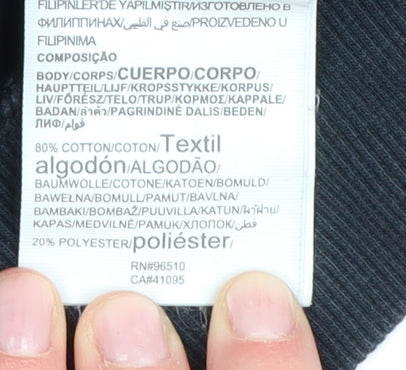 FILIPINLER'DE YAPILMIŞTIR/ИЗГОТОВЛЕНО В
ФИЛИППИНАХ/صنع في الفلبين/PROIZVEDENO U
FILIPINIMA
COMPOSIÇÃO
BODY/CORPS/CUERPO/CORPO/
HAUPTTEIL/LIJF/KROPSSTYKKE/KORPUS/
LIV/FŐRÉSZ/TELO/TRUP/ΚΟΡΜΟΣ/KAPPALE/
BADAN/ลำตัว/PAGRINDINĖ DALIS/BEDEN/
ЛИФ/قوام/
80% COTTON/COTON/Textil
algodón/ALGODÃO/
BAUMWOLLE/COTONE/KATOEN/BOMULD/
BAWEŁNA/BOMULL/PAMUT/BAVLNA/
ΒΑΜΒΑΚΙ/BOMBAŽ/PUUVILLA/KATUN/ผ้าฝ้าย/
KAPAS/MEDVILNĖ/PAMUK/ХЛОПОК/قطن/
20% POLYESTER/poliéster/
RN#96510
CA#41095